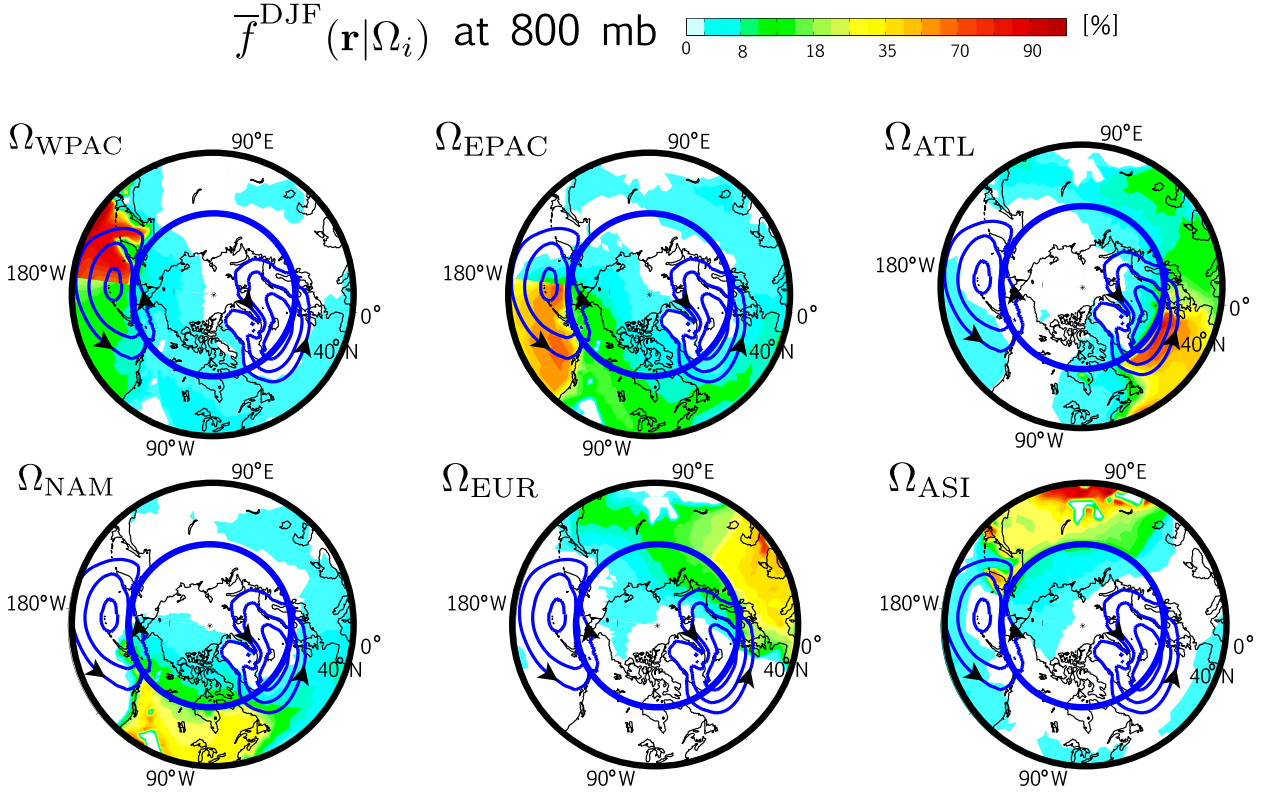 f̅^DJF(r|Ω_i) at 800 mb [%]
0 8 18 35 70 90
Ω_WPAC Ω_EPAC Ω_ATL
90°E 90°E 90°E
180°W 180°W 180°W
0° 0° 0°
40°N 40°N 40°N
90°W 90°W 90°W
Ω_NAM Ω_EUR Ω_ASI
90°E 90°E 90°E
180°W 180°W 180°W
0° 0° 0°
40°N 40°N 40°N
90°W 90°W 90°W